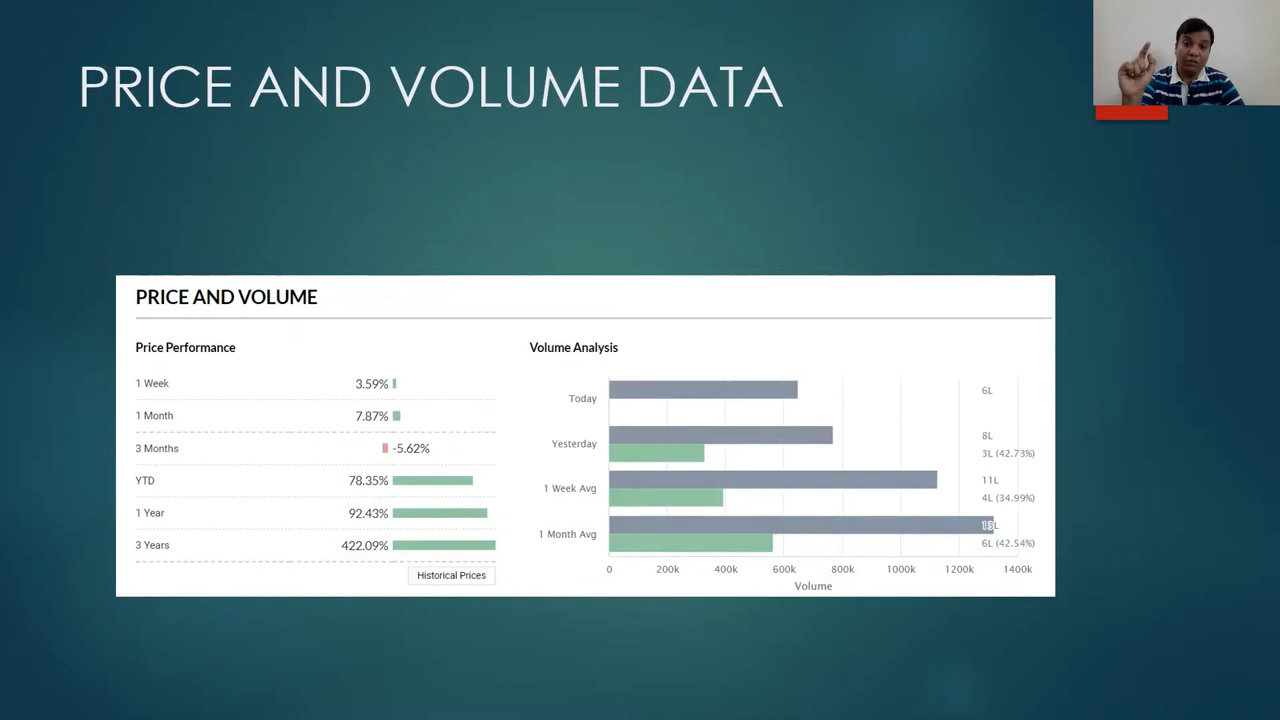 PRICE AND VOLUME DATA
PRICE AND VOLUME
Price Performance
1 Week 3.59%
1 Month 7.87%
3 Months -5.62%
YTD 78.35%
1 Year 92.43%
3 Years 422.09%
Historical Prices
Volume Analysis
Today 6L
Yesterday 8L
3L (42.73%)
1 Week Avg 11L
4L (34.99%)
1 Month Avg 13L
6L (42.54%)
0 200k 400k 600k 800k 1000k 1200k 1400k
Volume